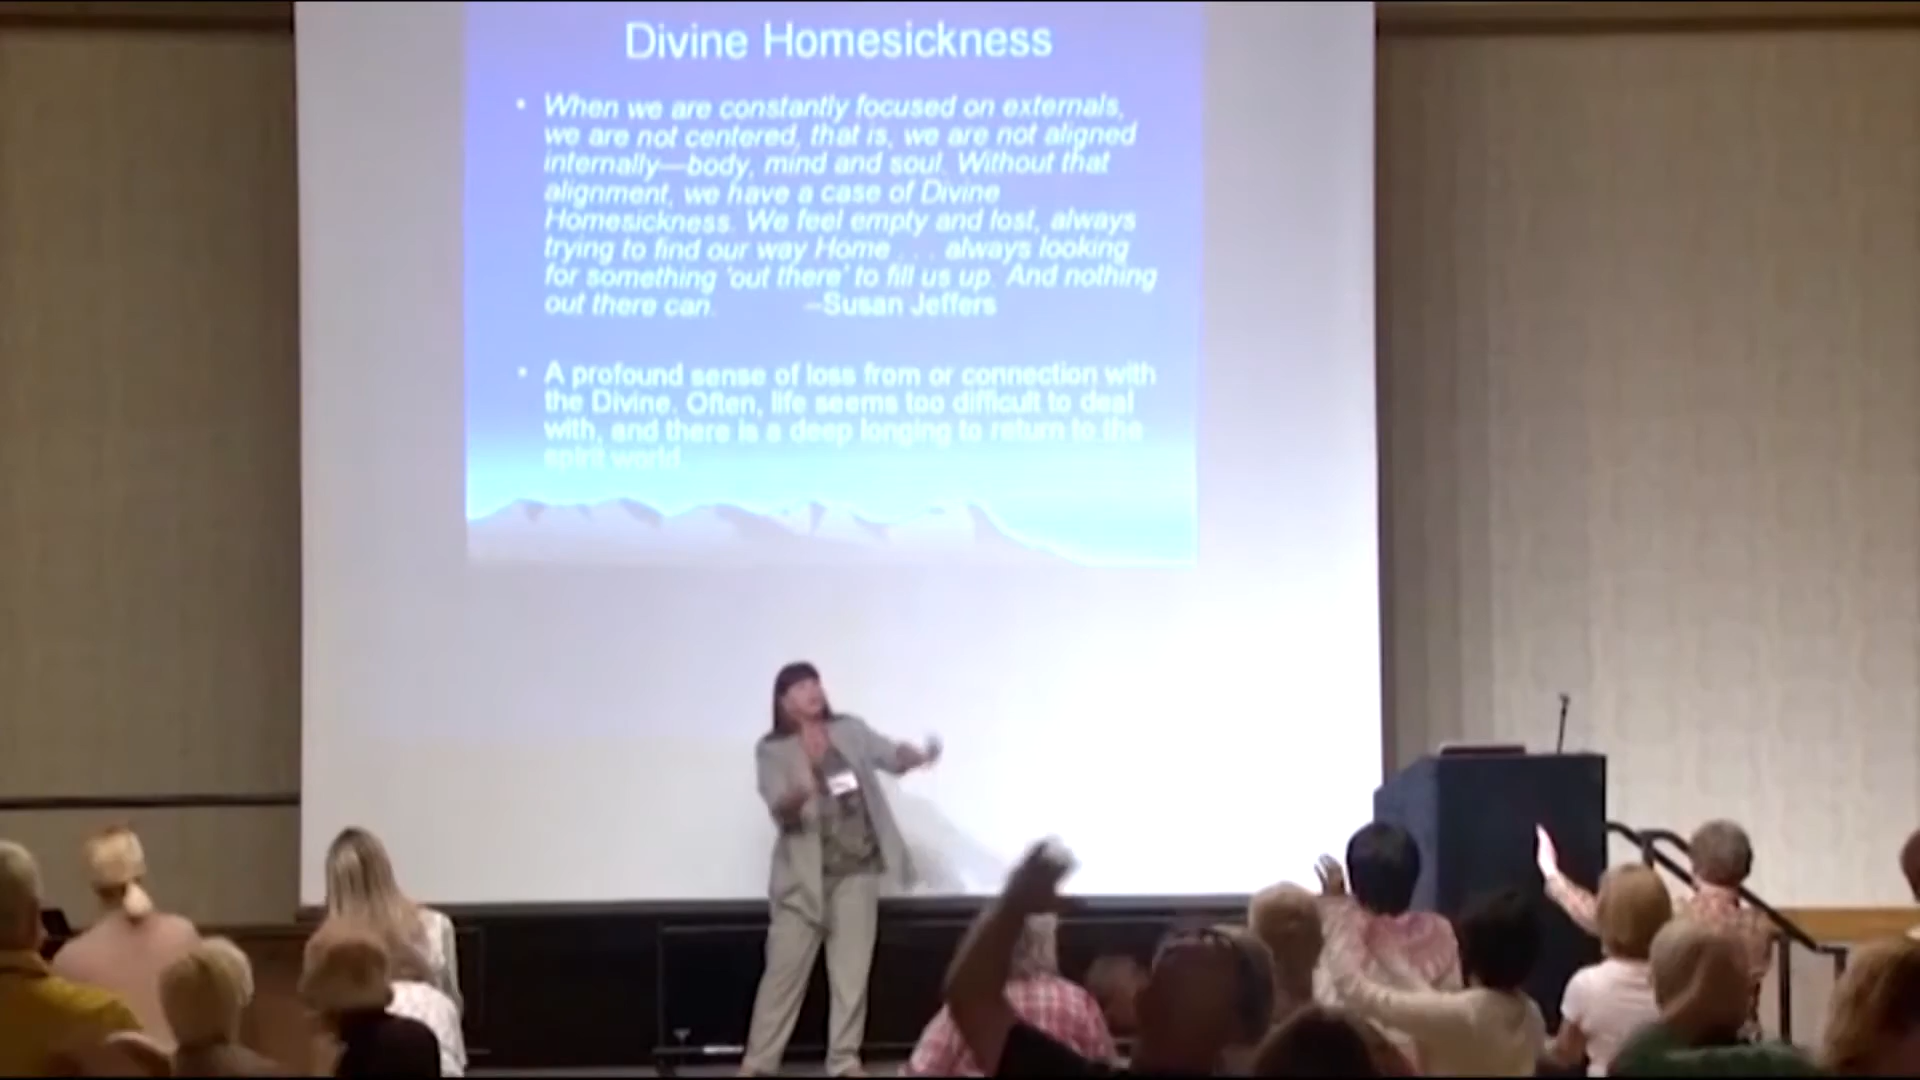 Divine Homesickness
• When we are constantly focused on externals,
we are not centered, that is, we are not aligned
internally—body, mind and soul. Without that
alignment, we have a case of Divine
Homesickness. We feel empty and lost, always
trying to find our way Home . . . always looking
for something 'out there' to fill us up. And nothing
out there can. –Susan Jeffers
• A profound sense of loss from or connection with
the Divine. Often, life seems too difficult to deal
with, and there is a deep longing to return to the
spirit world.